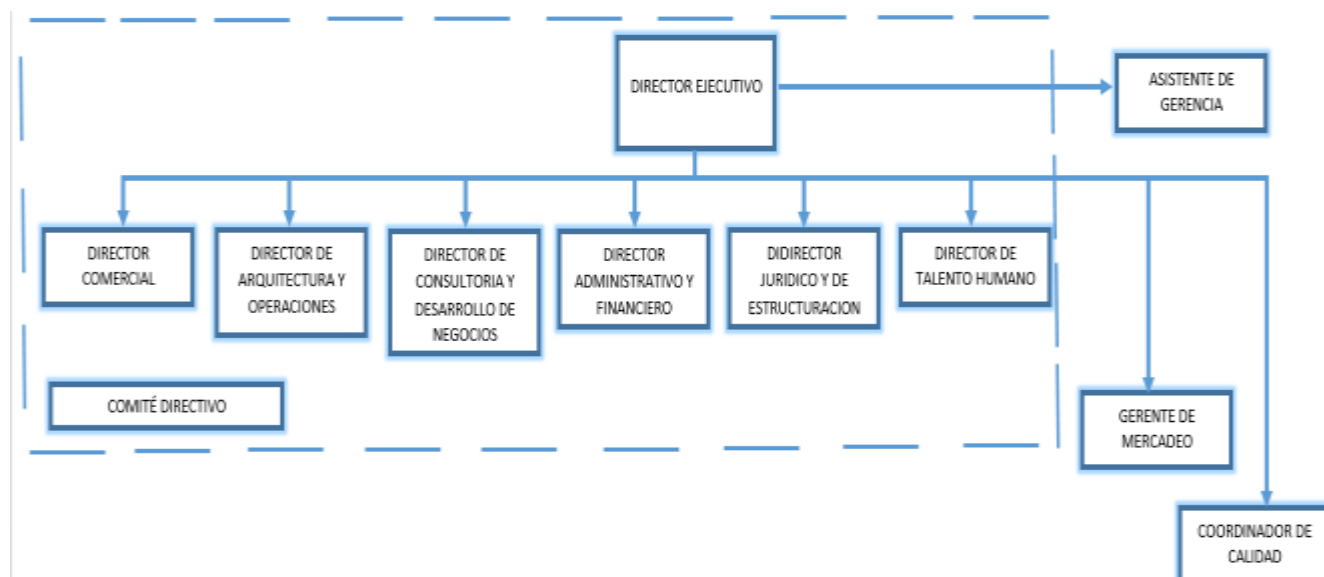 DIRECTOR EJECUTIVO
ASISTENTE DE
GERENCIA
DIRECTOR
COMERCIAL
DIRECTOR DE
ARQUITECTURA Y
OPERACIONES
DIRECTOR DE
CONSULTORIA Y
DESARROLLO DE
NEGOCIOS
DIRECTOR
ADMINISTRATIVO Y
FINANCIERO
DIDIRECTOR
JURIDICO Y DE
ESTRUCTURACION
DIRECTOR DE
TALENTO HUMANO
COMITÉ DIRECTIVO
GERENTE DE
MERCADEO
COORDINADOR DE
CALIDAD